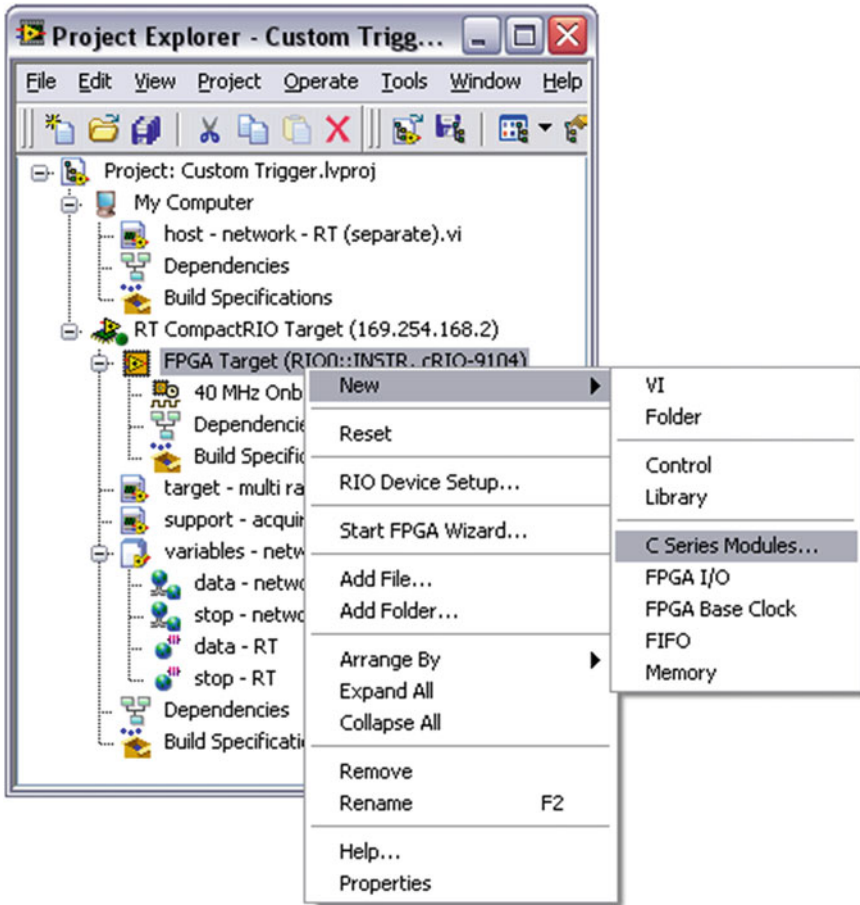 Project Explorer - Custom Trigg...
File Edit View Project Operate Tools Window Help
Project: Custom Trigger.lvproj
My Computer
host - network - RT (separate).vi
Dependencies
Build Specifications
RT CompactRIO Target (169.254.168.2)
FPGA Target (RIO0::INSTR, cRIO-9104)
40 MHz Onb
Dependencie
Build Specific
target - multi ra
support - acquir
variables - netw
data - netwo
stop - netwo
data - RT
stop - RT
Dependencies
Build Specificati
New
Reset
RIO Device Setup...
Start FPGA Wizard...
Add File...
Add Folder...
Arrange By
Expand All
Collapse All
Remove
Rename F2
Help...
Properties
VI
Folder
Control
Library
C Series Modules...
FPGA I/O
FPGA Base Clock
FIFO
Memory